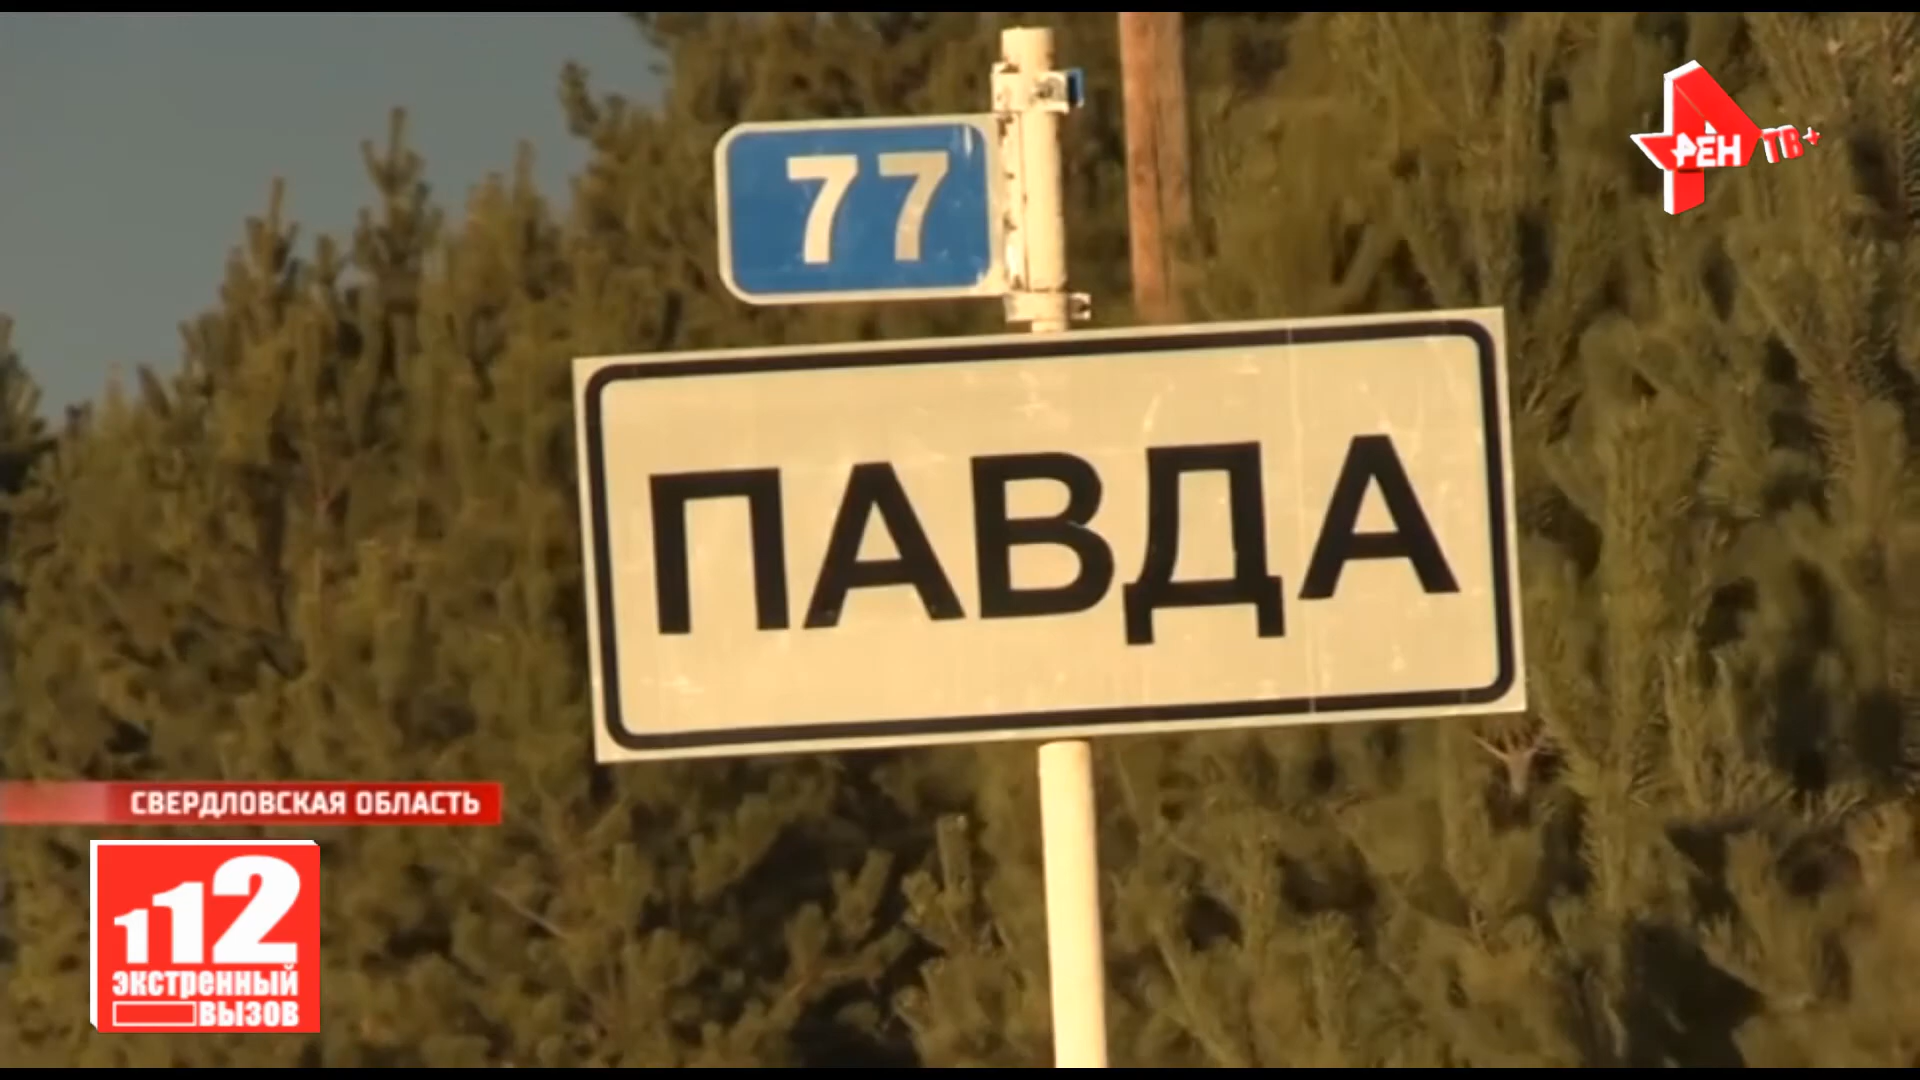 77
РЕН ТВ+
ПАВДА
СВЕРДЛОВСКАЯ ОБЛАСТЬ
112
ЭКСТРЕННЫЙ
ВЫЗОВ